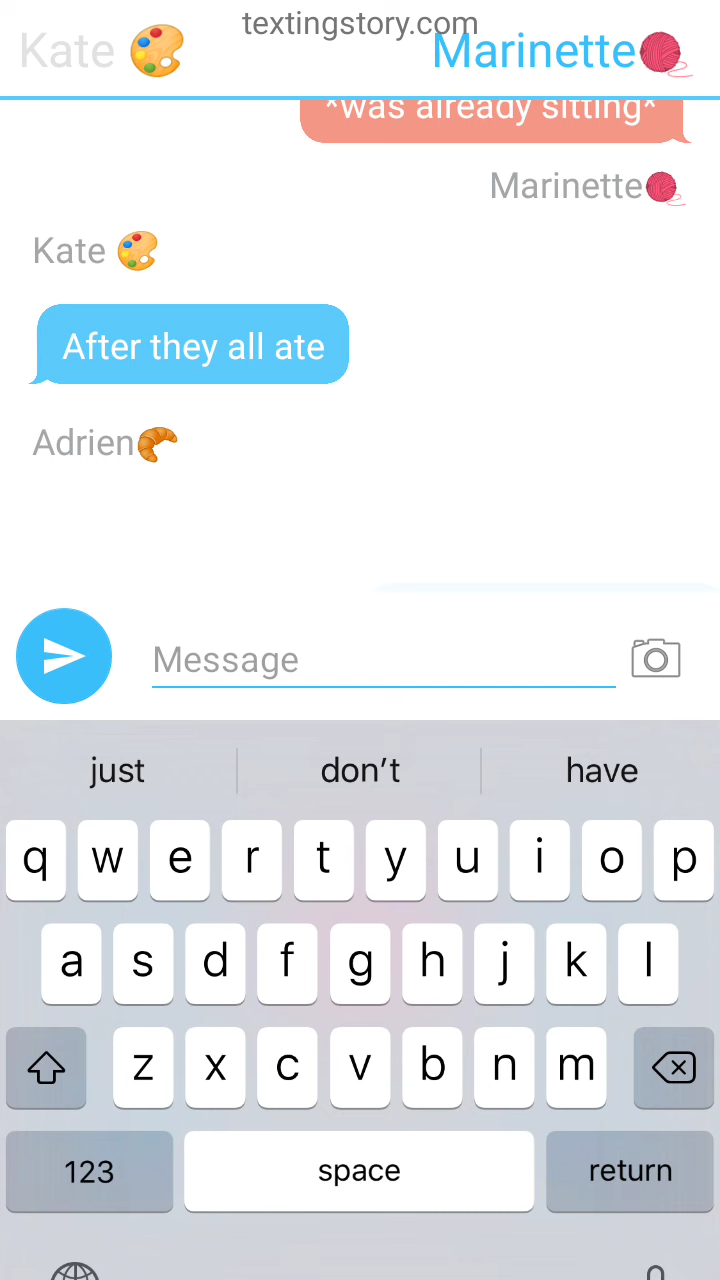 textingstory.com
Kate 🎨 Marinette🧶
*was already sitting*
Marinette🧶
Kate 🎨
After they all ate
Adrien🥐
Message
just don’t have
q w e r t y u i o p
a s d f g h j k l
z x c v b n m
123 space return